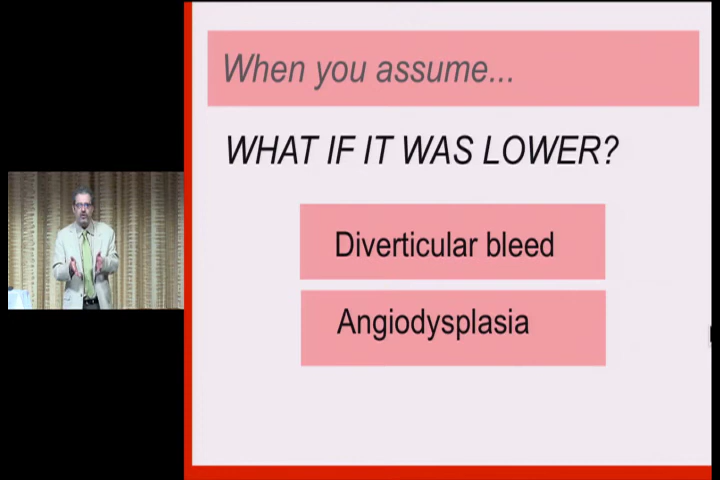 When you assume...
WHAT IF IT WAS LOWER?
Diverticular bleed
Angiodysplasia